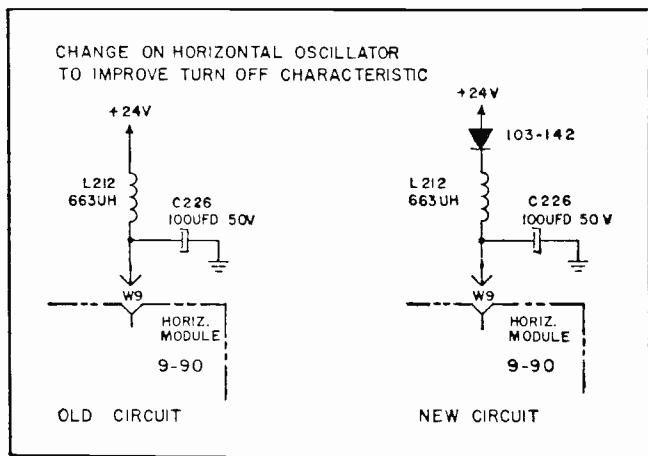 CHANGE ON HORIZONTAL OSCILLATOR
TO IMPROVE TURN OFF CHARACTERISTIC
+24V
L212
663UH
C226
100UFD 50V
W9
HORIZ.
MODULE
9-90
OLD CIRCUIT
+24V
103-142
L212
663UH
C226
100UFD 50V
W9
HORIZ.
MODULE
9-90
NEW CIRCUIT